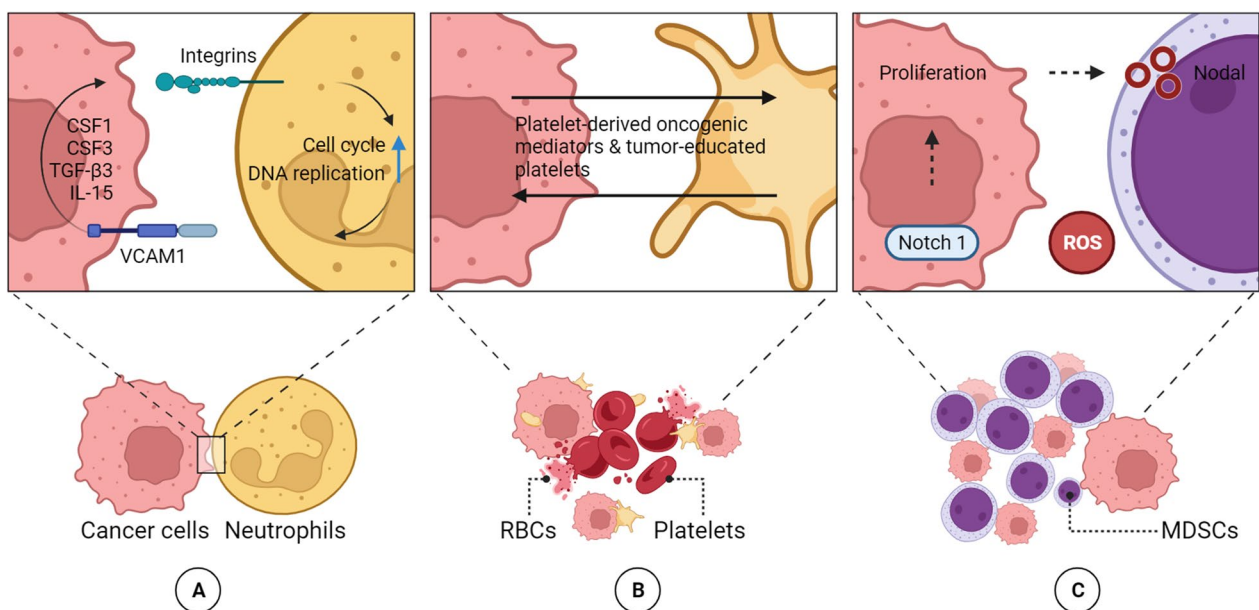 Integrins
CSF1
CSF3
TGF-β3
IL-15
VCAM1
Cell cycle
DNA replication
Platelet-derived oncogenic
mediators & tumor-educated
platelets
Proliferation
Nodal
Notch 1
ROS
Cancer cells
Neutrophils
RBCs
Platelets
MDSCs
A
B
C